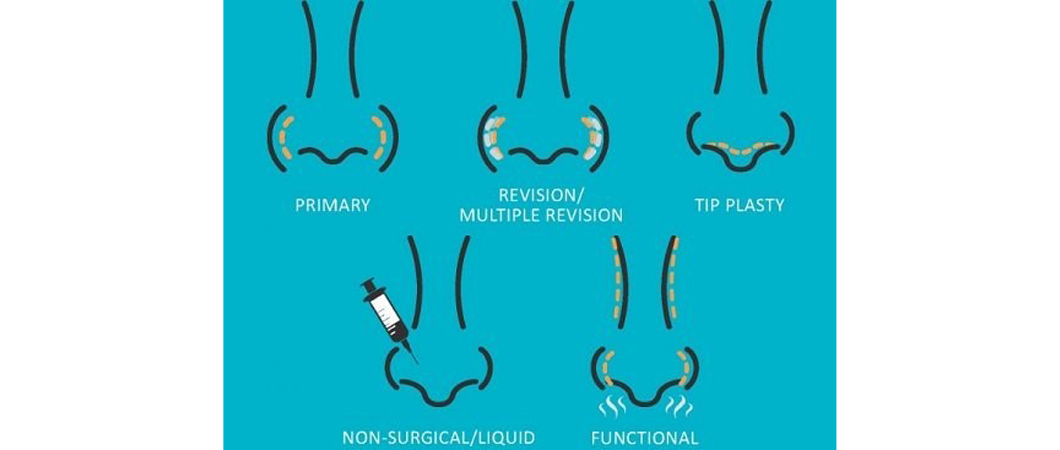 PRIMARY
REVISION/
MULTIPLE REVISION
TIP PLASTY
NON-SURGICAL/LIQUID
FUNCTIONAL